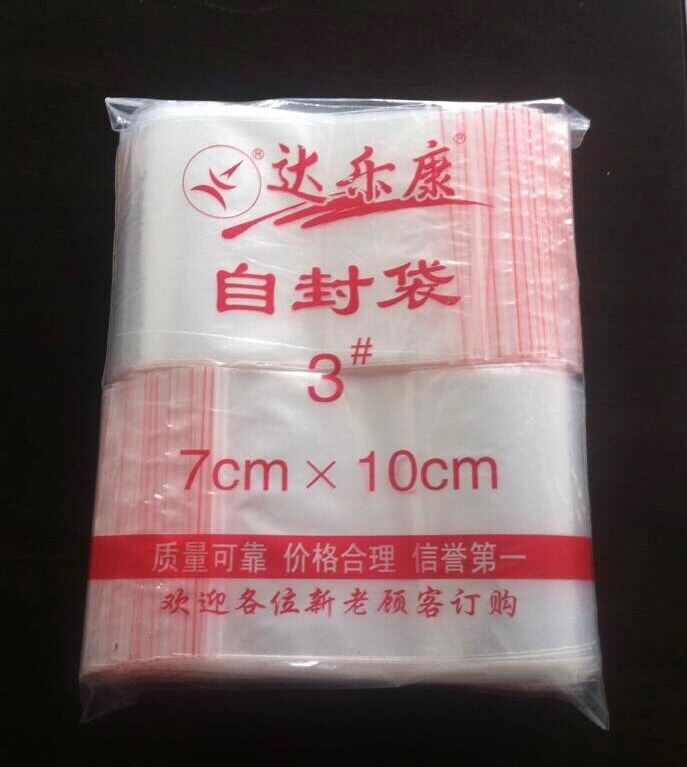 ®达乐康®
自封袋
3#
7cm×10cm
质量可靠 价格合理 信誉第一
欢迎各位新老顾客订购